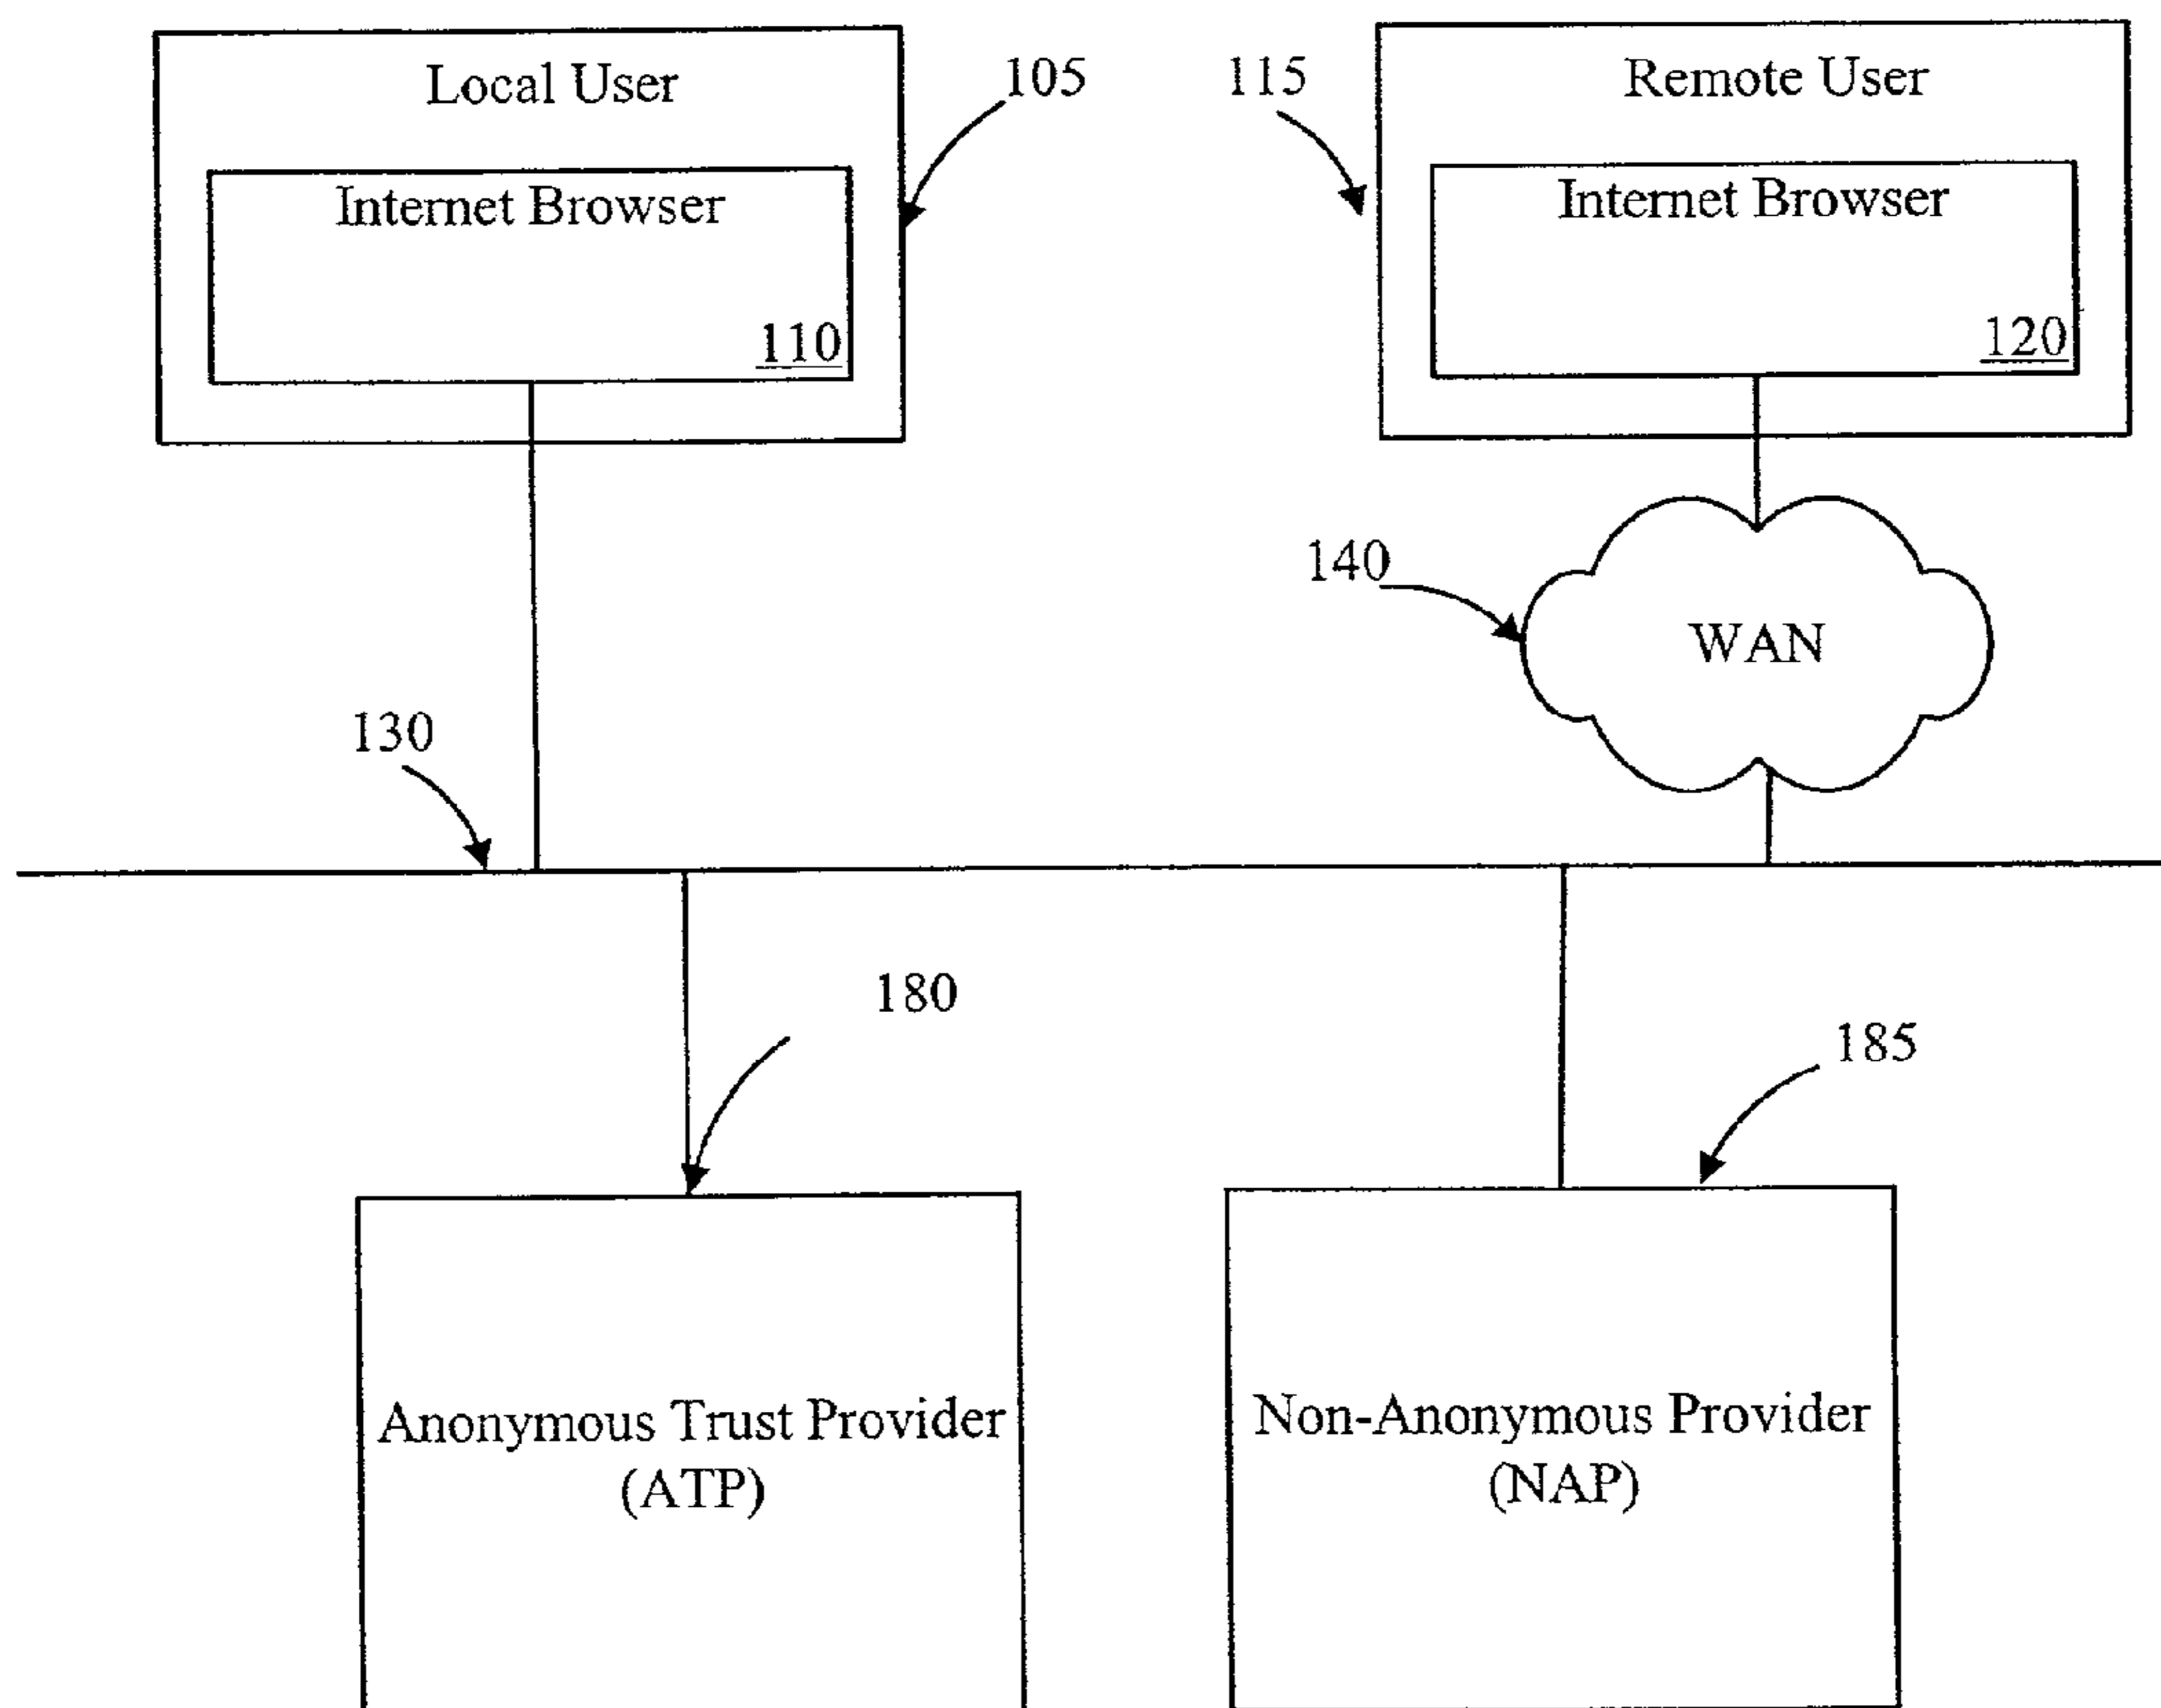 Local User
105
115
Remote User
Internet Browser
110
Internet Browser
120
140
WAN
130
180
185
Anonymous Trust Provider
(ATP)
Non-Anonymous Provider
(NAP)